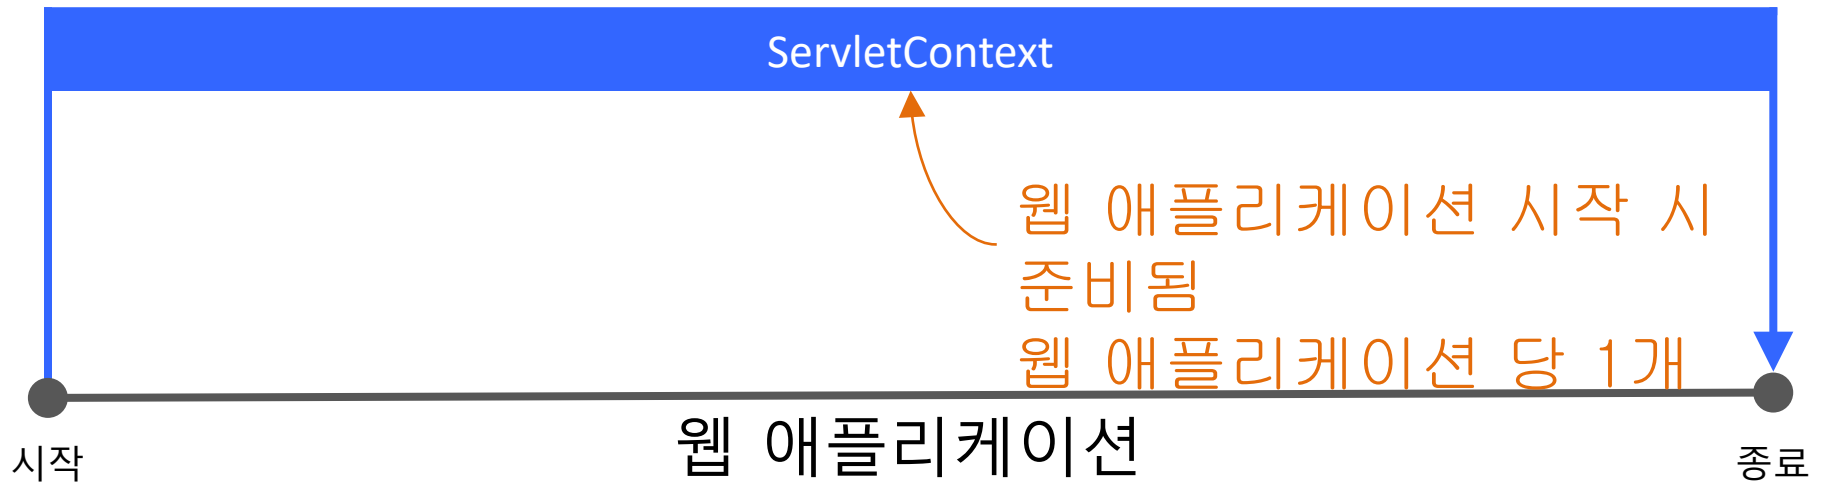 ServletContext
웹 애플리케이션 시작 시
준비됨
웹 애플리케이션 당 1개
웹 애플리케이션
시작
종료